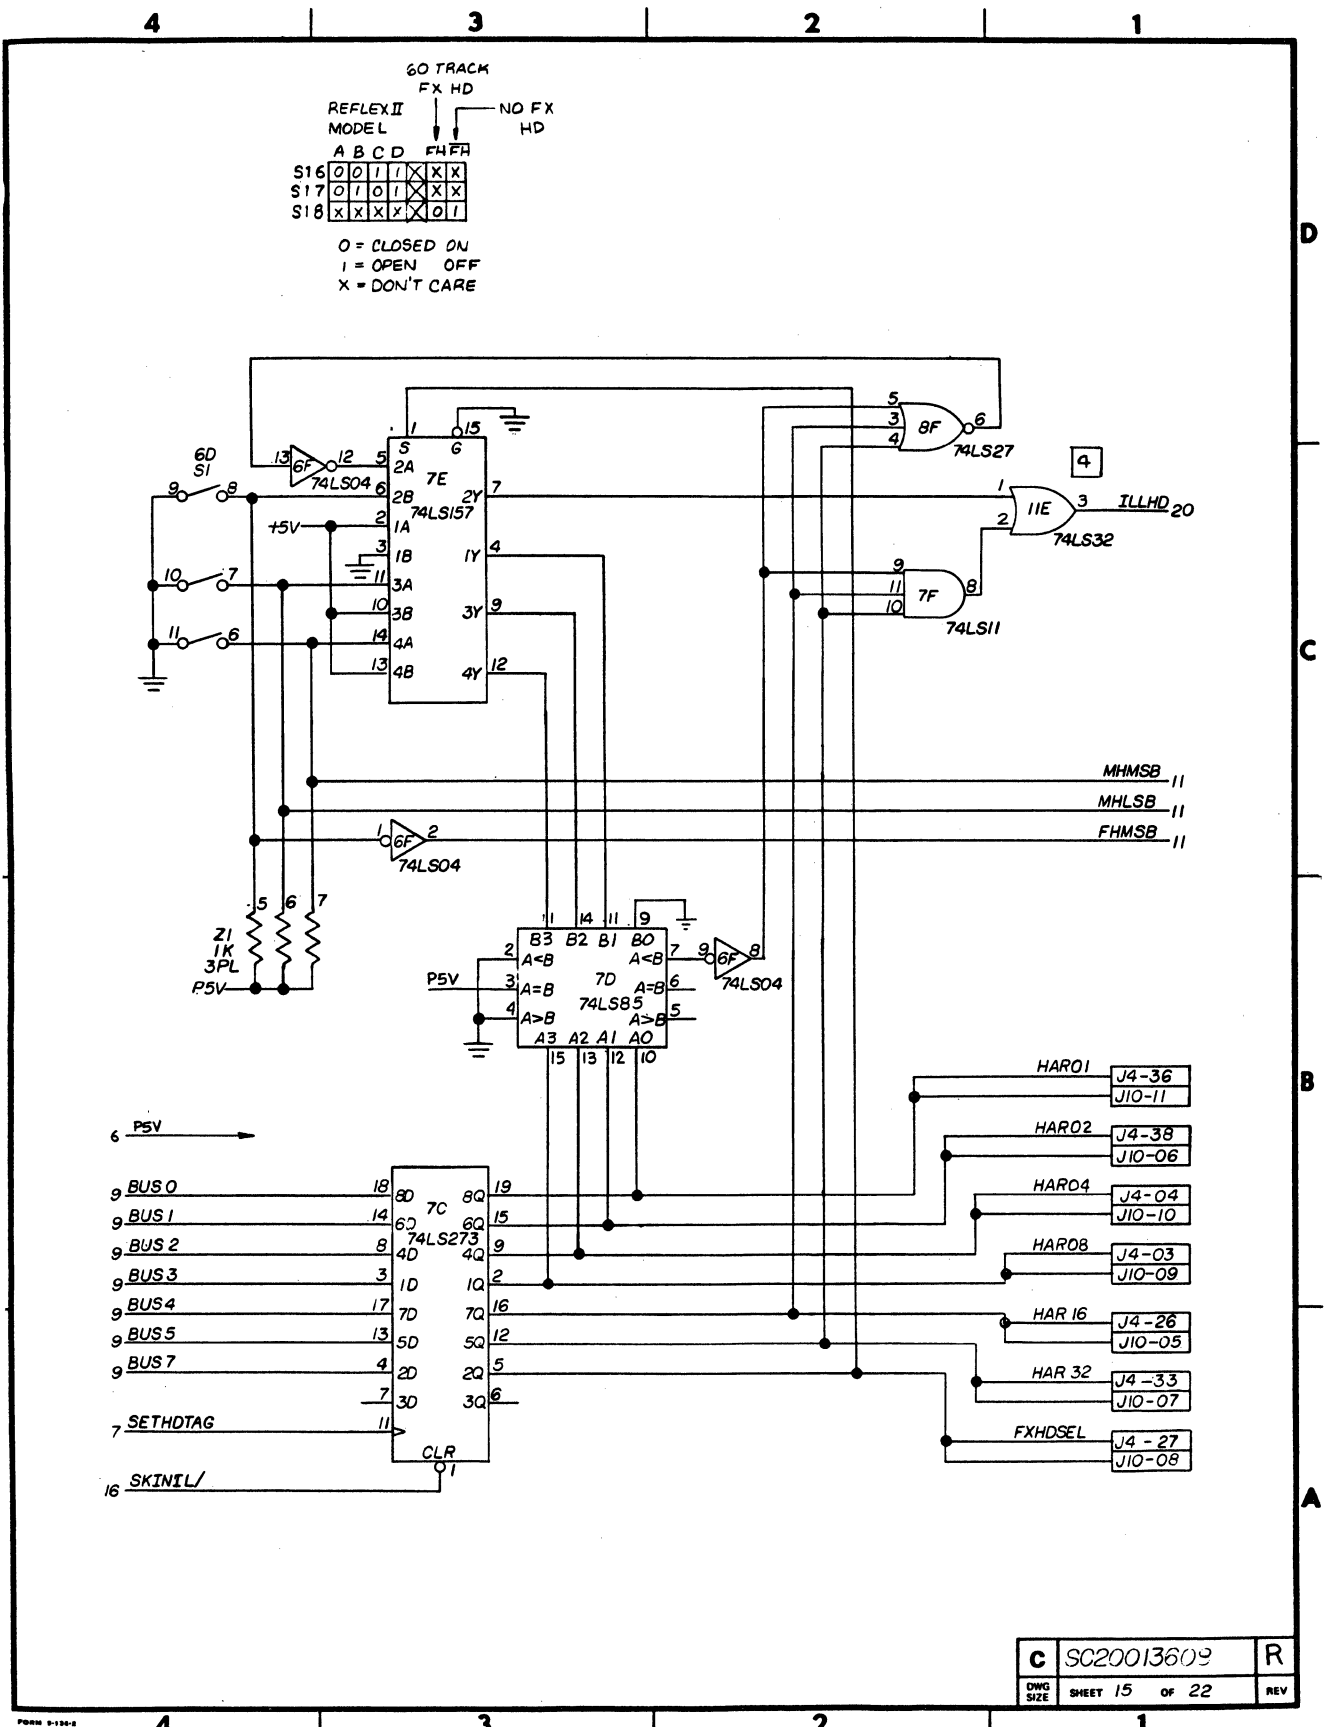 4 3 2 1
60 TRACK
FX HD
REFLEX II
MODEL
NO FX
HD
A B C D FH F̅H̅
S16 0 0 1 1 X X X
S17 0 1 0 1 X X X
S18 X X X X X 0 1
0 = CLOSED ON
1 = OPEN OFF
X = DON'T CARE
D
6D
S1
9 8
10 7
11 6
13 6F 12
74LS04
+5V
1 15
S G
7E
74LS157
5 2A
6 2B
2 1A
3 1B
11 3A
10 3B
14 4A
13 4B
2Y 7
1Y 4
3Y 9
4Y 12
5
3 8F 6
4
74LS27
4
1
2 11E 3
74LS32
ILLHD 20
9
11 7F 8
10
74LS11
C
MHMSB 11
MHLSB 11
FHMSB 11
1 6F 2
74LS04
5 6 7
Z1
1K
3PL
P5V
1 14 11 9
B3 B2 B1 B0
2 A<B A<B 7
7D
P5V 3 A=B A=B 6
74LS85
4 A>B A>B 5
A3 A2 A1 A0
15 13 12 10
9 6F 8
74LS04
B
6 P5V
9 BUS 0 18 8D
9 BUS 1 14 6D
9 BUS 2 8 4D
9 BUS 3 3 1D
9 BUS 4 17 7D
9 BUS 5 13 5D
9 BUS 7 4 2D
7 3D
7 SETHDTAG 11
16 SKINIL/
7C
74LS273
8Q 19
6Q 15
4Q 9
1Q 2
7Q 16
5Q 12
2Q 5
3Q 6
CLR
1
HAR01 J4-36
J10-11
HAR02 J4-38
J10-06
HAR04 J4-04
J10-10
HAR08 J4-03
J10-09
HAR 16 J4-26
J10-05
HAR 32 J4-33
J10-07
FXHDSEL J4-27
J10-08
A
C SC20013609 R
DWG SIZE SHEET 15 OF 22 REV
4 3 2 1